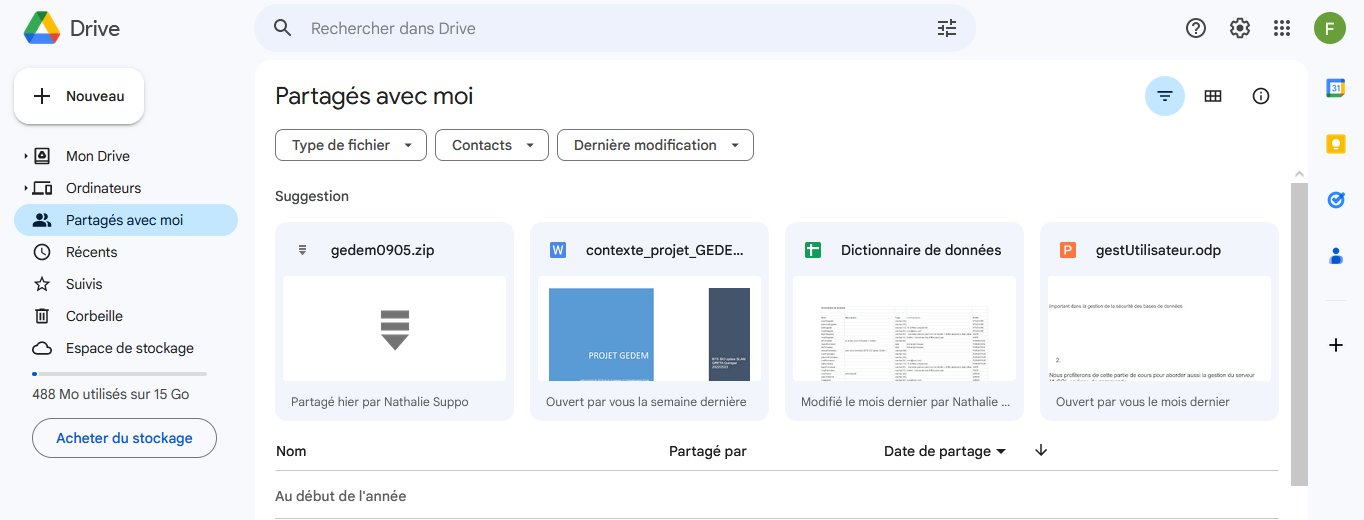 Drive
Rechercher dans Drive
F
Nouveau
Mon Drive
Ordinateurs
Partagés avec moi
Récents
Suivis
Corbeille
Espace de stockage
488 Mo utilisés sur 15 Go
Acheter du stockage
Partagés avec moi
Type de fichier
Contacts
Dernière modification
Suggestion
gedem0905.zip
Partagé hier par Nathalie Suppo
W
contexte_projet_GEDE...
PROJET GEDEM
Ouvert par vous la semaine dernière
Dictionnaire de données
Modifié le mois dernier par Nathalie ...
P
gestUtilisateur.odp
Important dans la gestion de la sécurité des bases de données
2.
Nous profiterons de cette partie de cours pour aborder aussi la gestion du serveur
Ouvert par vous le mois dernier
Nom
Partagé par
Date de partage
Au début de l'année
31